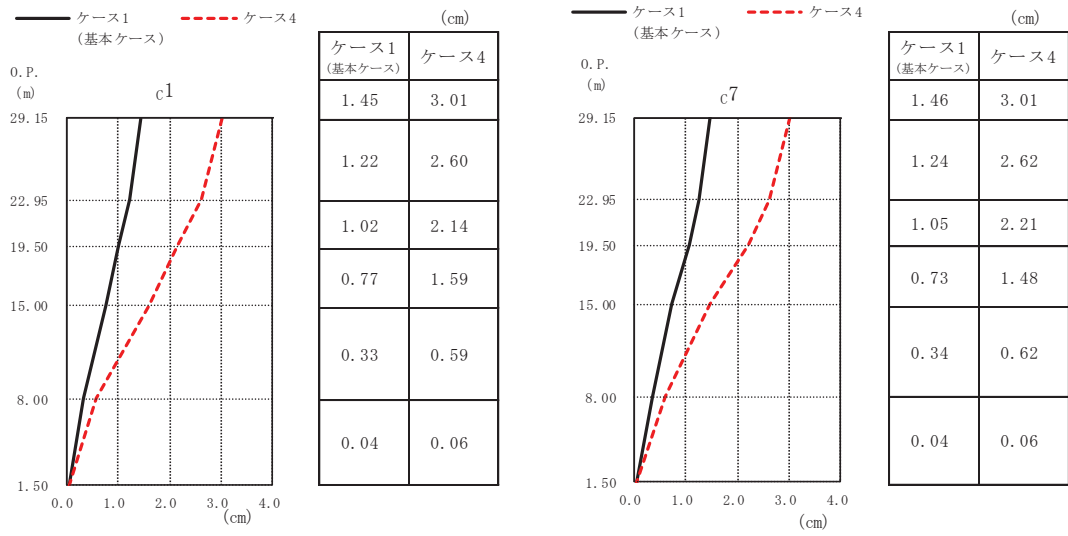 ケース1 ケース4 (cm)
(基本ケース)
ケース1 ケース4
(基本ケース)
O.P.
(m)
C1
29.15
22.95
19.50
15.00
8.00
1.50
0.0 1.0 2.0 3.0 4.0
(cm)
1.45 3.01
1.22 2.60
1.02 2.14
0.77 1.59
0.33 0.59
0.04 0.06
ケース1 ケース4 (cm)
(基本ケース)
ケース1 ケース4
(基本ケース)
O.P.
(m)
C7
29.15
22.95
19.50
15.00
8.00
1.50
0.0 1.0 2.0 3.0 4.0
(cm)
1.46 3.01
1.24 2.62
1.05 2.21
0.73 1.48
0.34 0.62
0.04 0.06